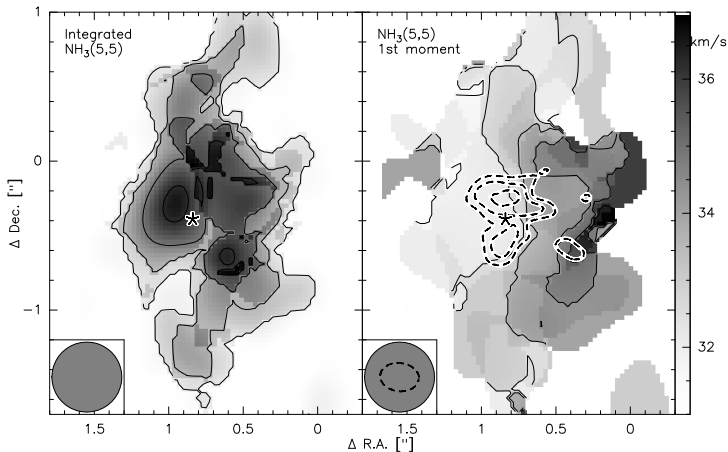 Integrated
NH₃(5,5)
NH₃(5,5)
1st moment
km/s
1
0
−1
Δ Dec. ["]
36
34
32
1.5 1 0.5 0
1.5 1 0.5 0
Δ R.A. ["]